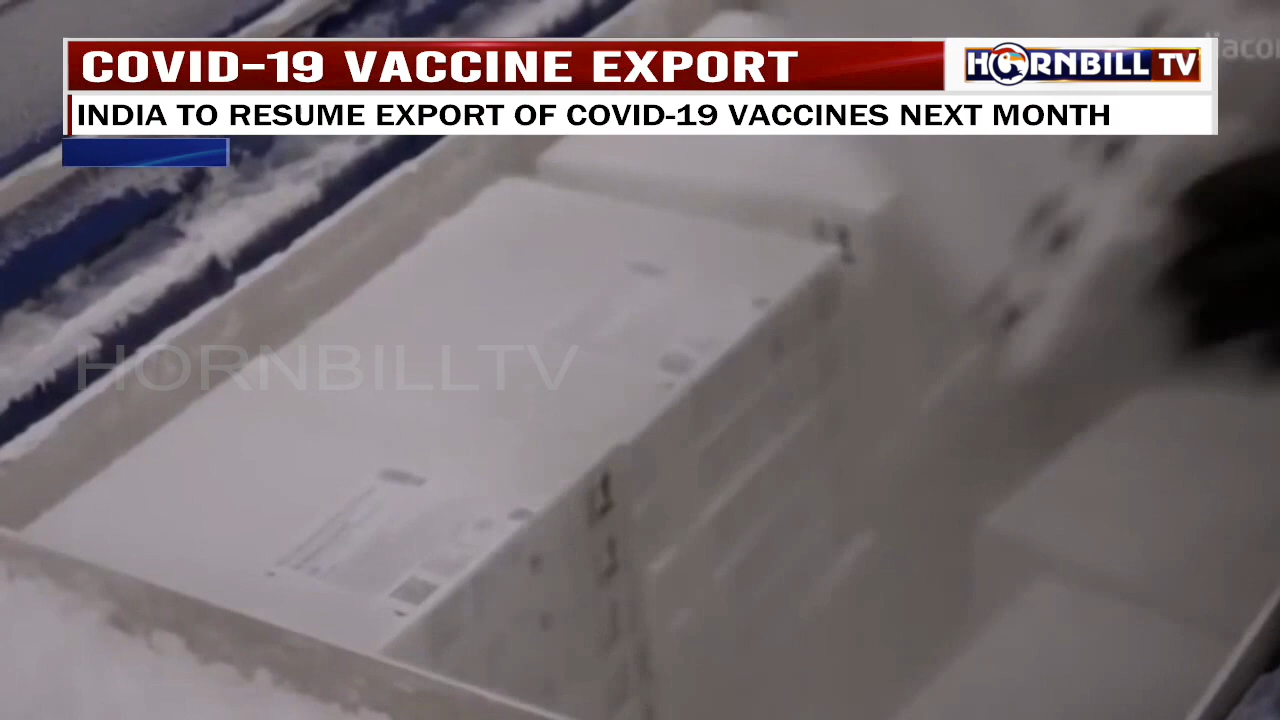 COVID-19 VACCINE EXPORT
HORNBILL TV
INDIA TO RESUME EXPORT OF COVID-19 VACCINES NEXT MONTH
HORNBILLTV